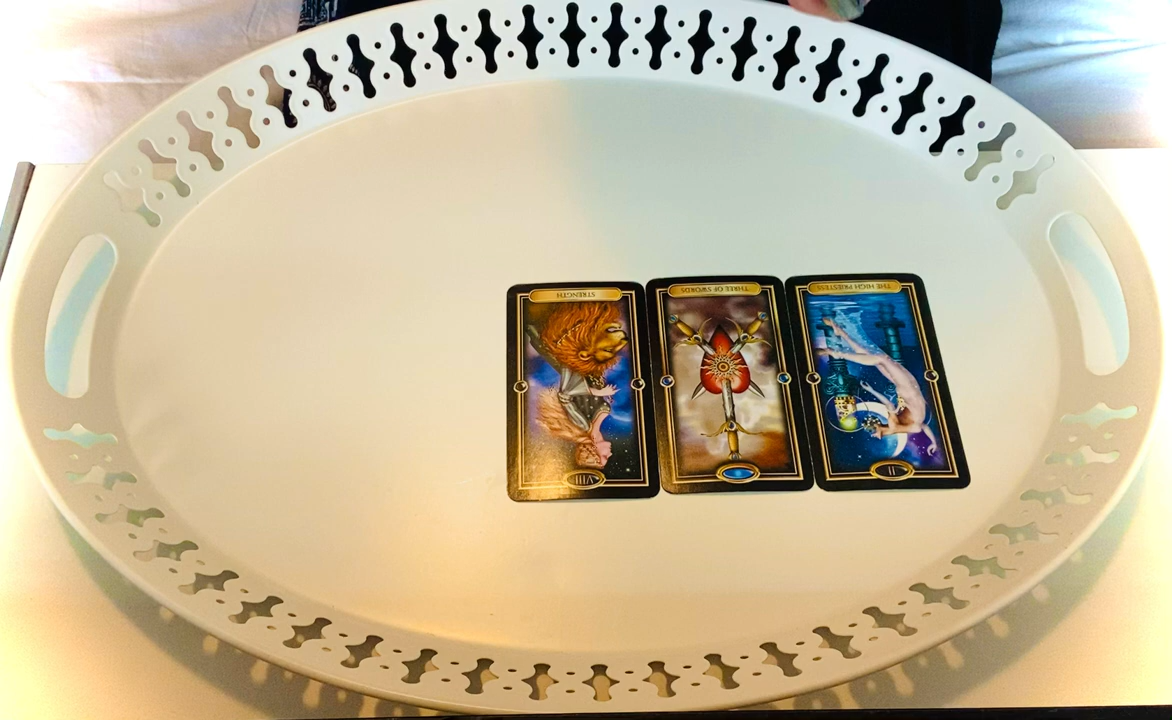 STRENGTH
VIII
THREE OF SWORDS
THE HIGH PRIESTESS
II